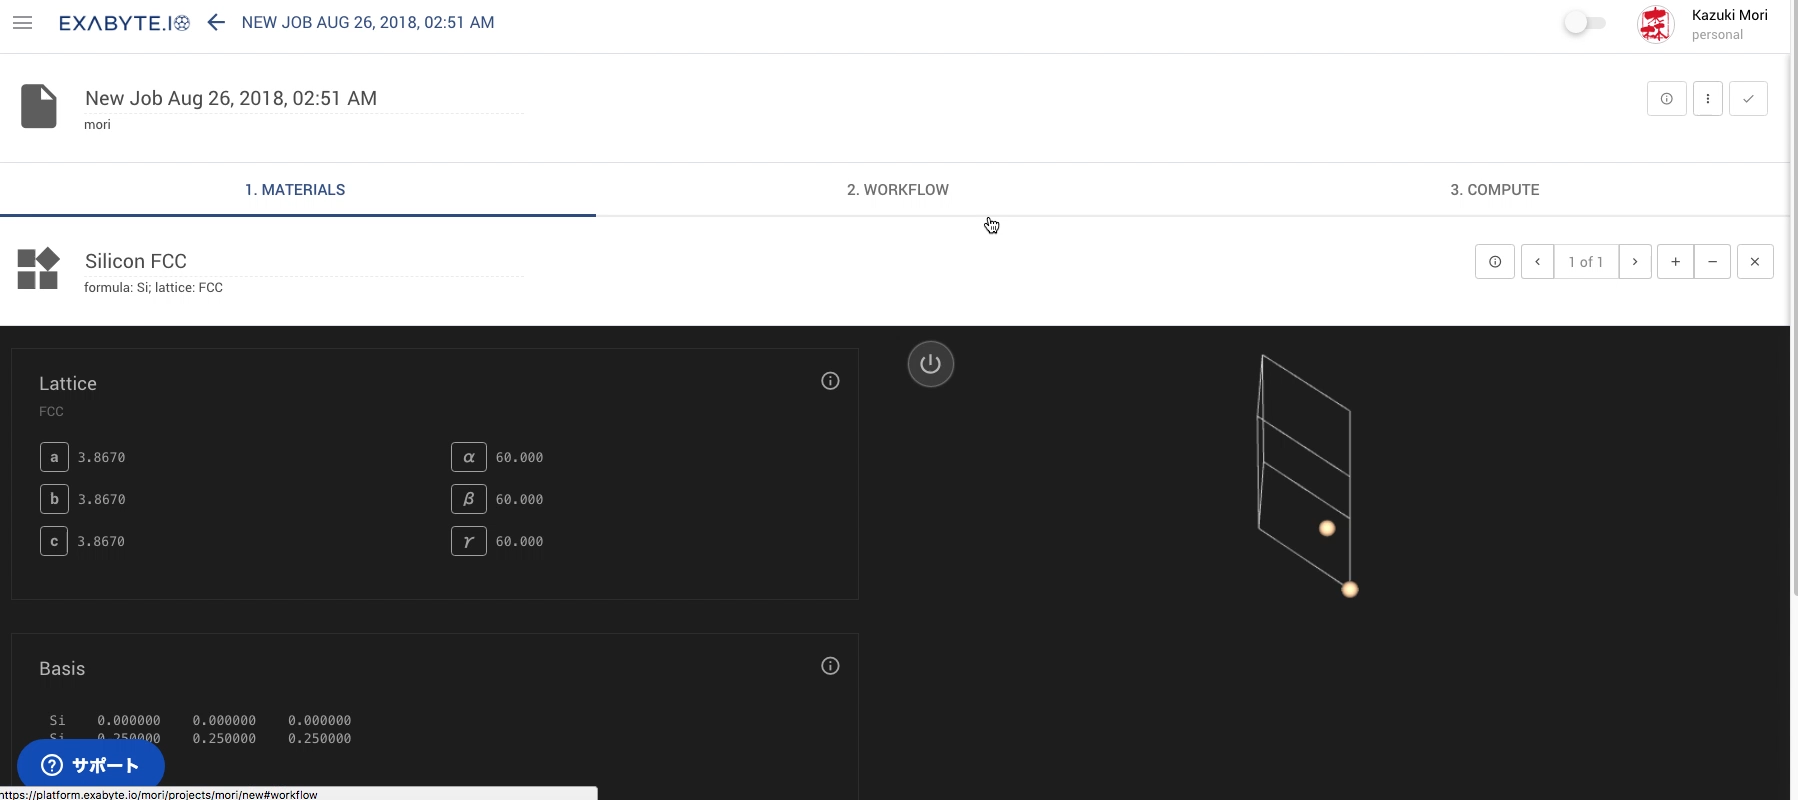 EXABYTE.IO
NEW JOB AUG 26, 2018, 02:51 AM
Kazuki Mori
personal
New Job Aug 26, 2018, 02:51 AM
mori
1. MATERIALS
2. WORKFLOW
3. COMPUTE
Silicon FCC
formula: Si; lattice: FCC
1 of 1
Lattice
FCC
a 3.8670 α 60.000
b 3.8670 β 60.000
c 3.8670 γ 60.000
Basis
Si 0.000000 0.000000 0.000000
Si 0.250000 0.250000 0.250000
サポート
https://platform.exabyte.io/mori/projects/mori/new#workflow